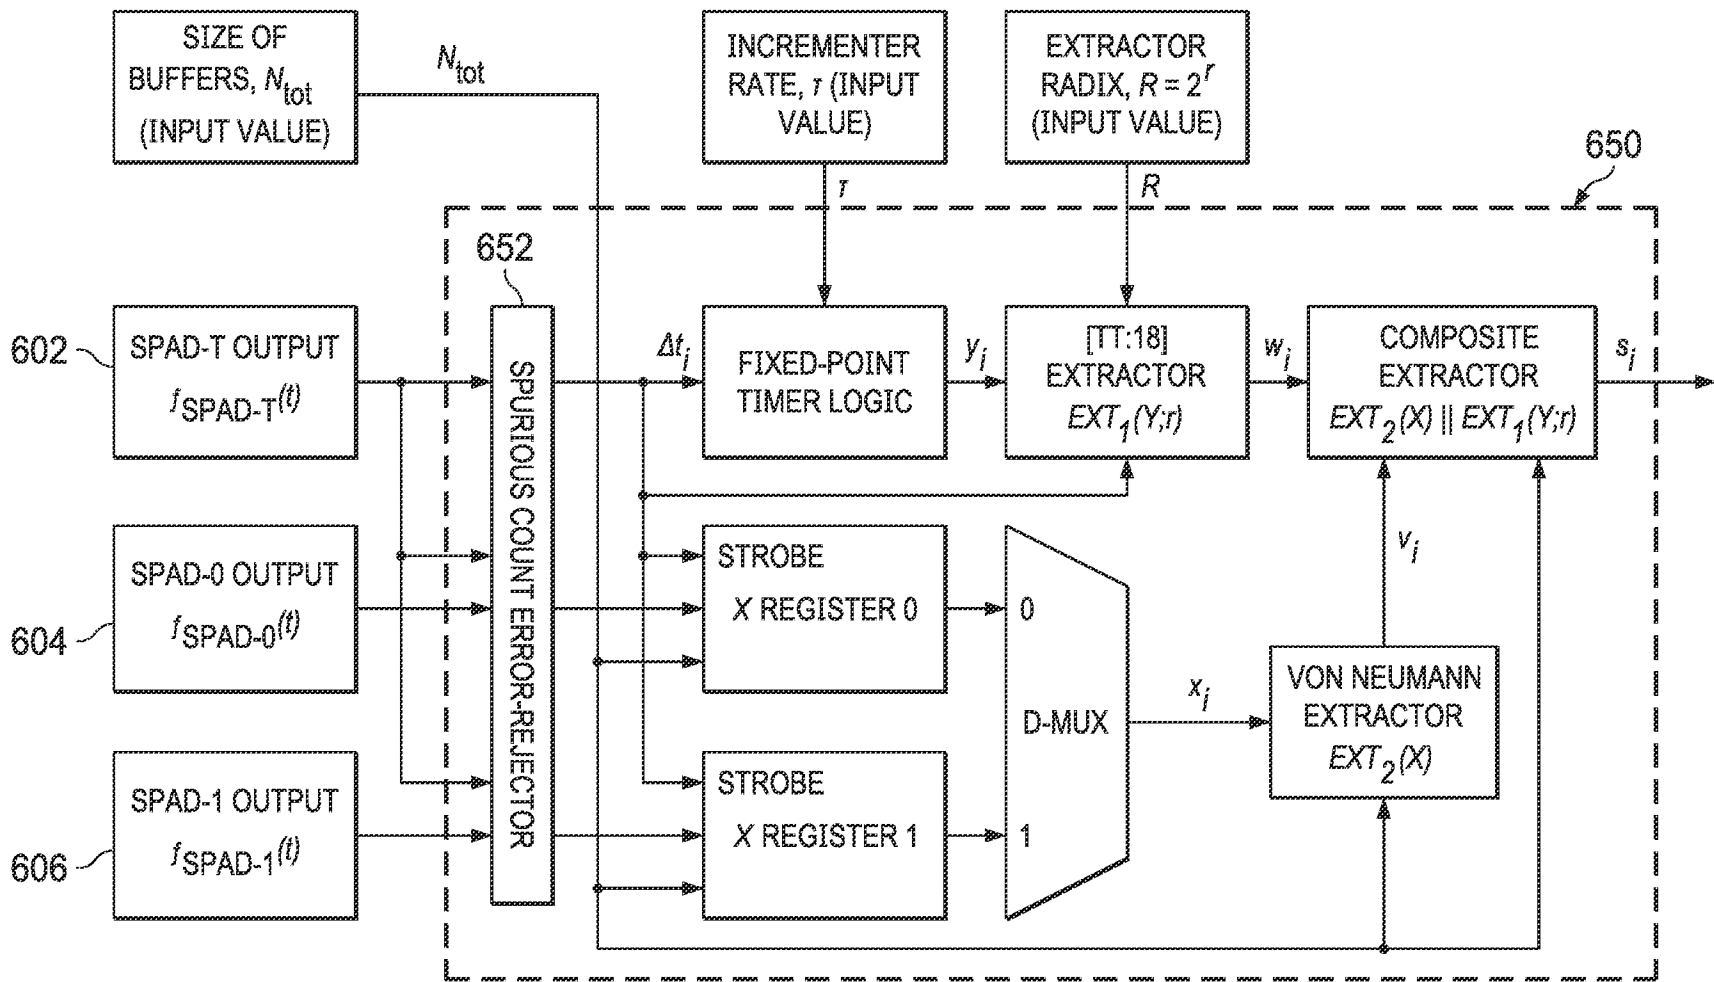 SIZE OF
BUFFERS, Ntot
(INPUT VALUE)
Ntot
INCREMENTER
RATE, τ (INPUT
VALUE)
EXTRACTOR
RADIX, R = 2^r
(INPUT VALUE)
650
τ
R
652
602
SPAD-T OUTPUT
fSPAD-T(t)
SPURIOUS COUNT ERROR-REJECTOR
Δti
FIXED-POINT
TIMER LOGIC
yi
[TT:18]
EXTRACTOR
EXT1(Y;r)
wi
COMPOSITE
EXTRACTOR
EXT2(X) || EXT1(Y;r)
si
604
SPAD-0 OUTPUT
fSPAD-0(t)
STROBE
X REGISTER 0
0
vi
D-MUX
xi
VON NEUMANN
EXTRACTOR
EXT2(X)
606
SPAD-1 OUTPUT
fSPAD-1(t)
STROBE
X REGISTER 1
1